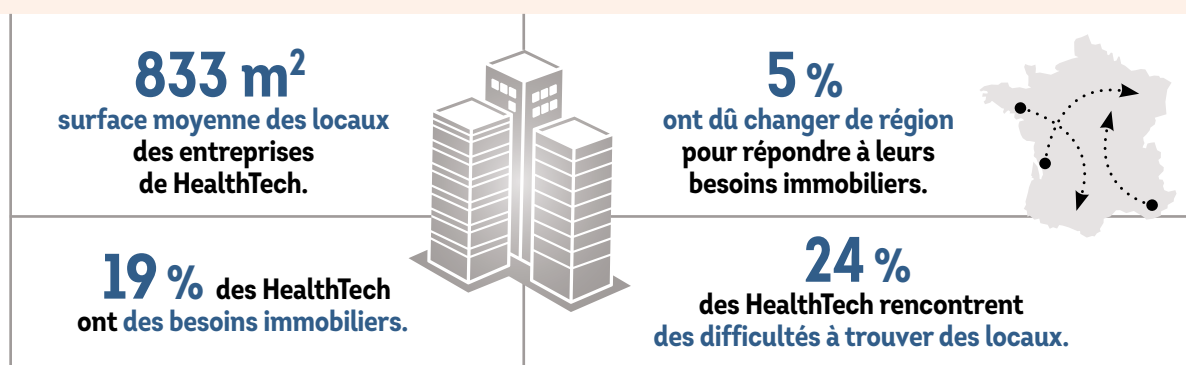 833 m²
surface moyenne des locaux
des entreprises
de HealthTech.
5 %
ont dû changer de région
pour répondre à leurs
besoins immobiliers.
19 % des HealthTech
ont des besoins immobiliers.
24 %
des HealthTech rencontrent
des difficultés à trouver des locaux.